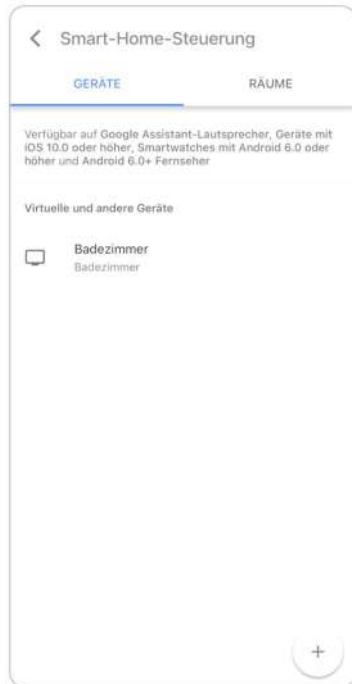 Smart-Home-Steuerung
GERÄTE RÄUME
Verfügbar auf Google Assistant-Lautsprecher, Geräte mit
iOS 10.0 oder höher, Smartwatches mit Android 6.0 oder
höher und Android 6.0+ Fernseher
Virtuelle und andere Geräte
Badezimmer
Badezimmer
+